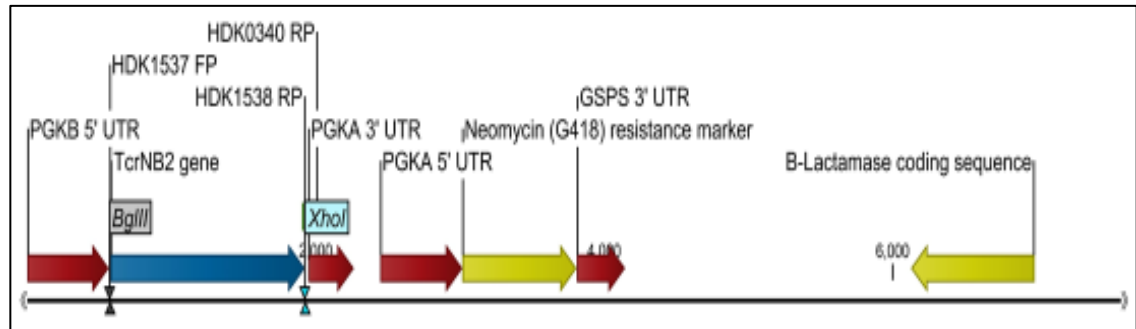 HDK0340 RP
HDK1537 FP
HDK1538 RP
GSPS 3' UTR
PGKB 5' UTR
PGKA 3' UTR
Neomycin (G418) resistance marker
TcrNB2 gene
PGKA 5' UTR
B-Lactamase coding sequence
BglII
XhoI
2,000
4,000
6,000